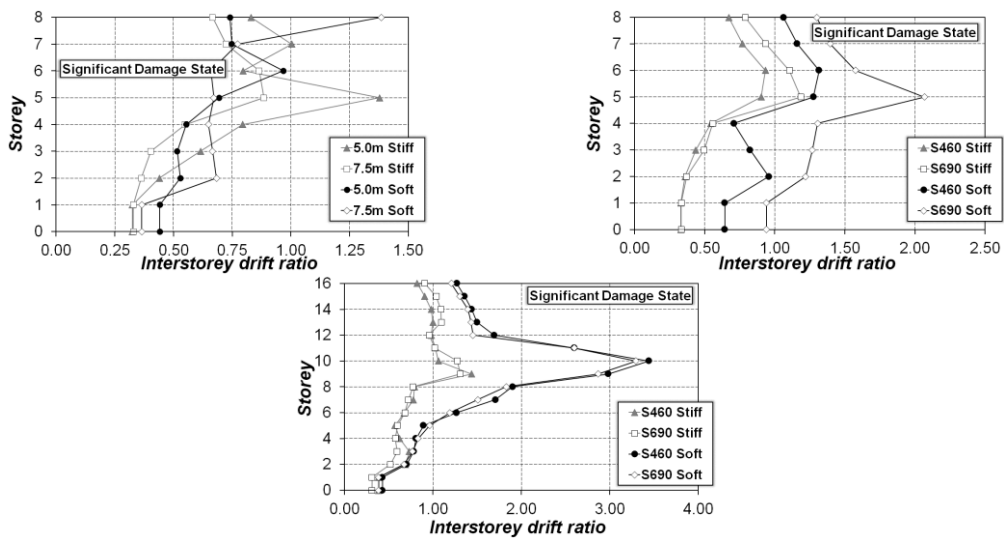 8
7
6
5
4
3
2
1
0
Storey
Significant Damage State
5.0m Stiff
7.5m Stiff
5.0m Soft
7.5m Soft
0.00 0.25 0.50 0.75 1.00 1.25 1.50
Interstorey drift ratio
8
7
6
5
4
3
2
1
0
Storey
Significant Damage State
S460 Stiff
S690 Stiff
S460 Soft
S690 Soft
0.00 0.50 1.00 1.50 2.00 2.50
Interstorey drift ratio
16
14
12
10
8
6
4
2
0
Storey
Significant Damage State
S460 Stiff
S690 Stiff
S460 Soft
S690 Soft
0.00 1.00 2.00 3.00 4.00
Interstorey drift ratio